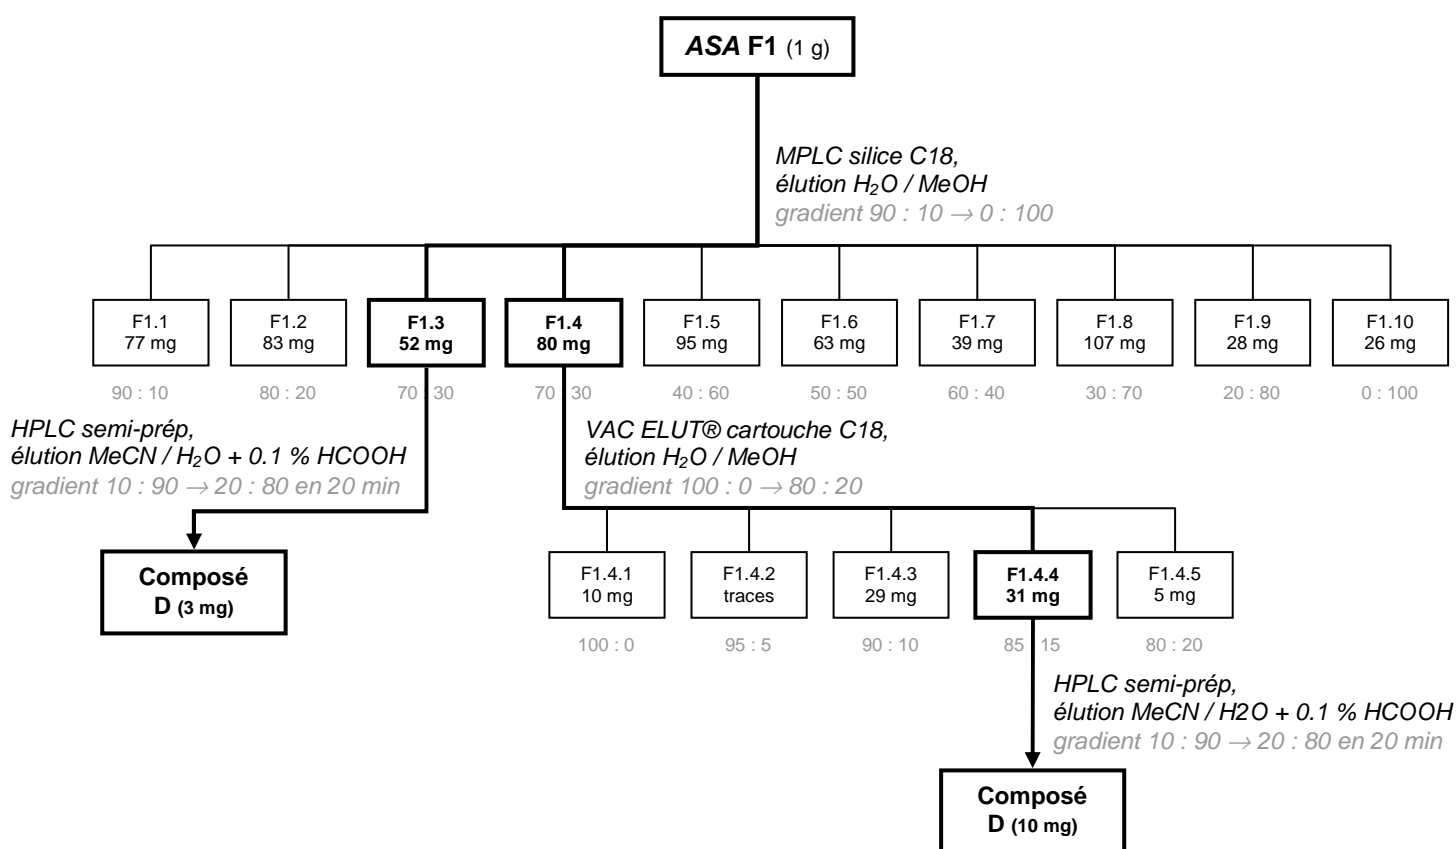 ASA F1 (1 g)
MPLC silice C18,
élution H₂O / MeOH
gradient 90 : 10 → 0 : 100
F1.1
77 mg
F1.2
83 mg
F1.3
52 mg
F1.4
80 mg
F1.5
95 mg
F1.6
63 mg
F1.7
39 mg
F1.8
107 mg
F1.9
28 mg
F1.10
26 mg
90 : 10
80 : 20
70 : 30
70 : 30
40 : 60
50 : 50
60 : 40
30 : 70
20 : 80
0 : 100
HPLC semi-prép,
élution MeCN / H₂O + 0.1 % HCOOH
gradient 10 : 90 → 20 : 80 en 20 min
VAC ELUT® cartouche C18,
élution H₂O / MeOH
gradient 100 : 0 → 80 : 20
Composé
D (3 mg)
F1.4.1
10 mg
F1.4.2
traces
F1.4.3
29 mg
F1.4.4
31 mg
F1.4.5
5 mg
100 : 0
95 : 5
90 : 10
85 : 15
80 : 20
HPLC semi-prép,
élution MeCN / H2O + 0.1 % HCOOH
gradient 10 : 90 → 20 : 80 en 20 min
Composé
D (10 mg)